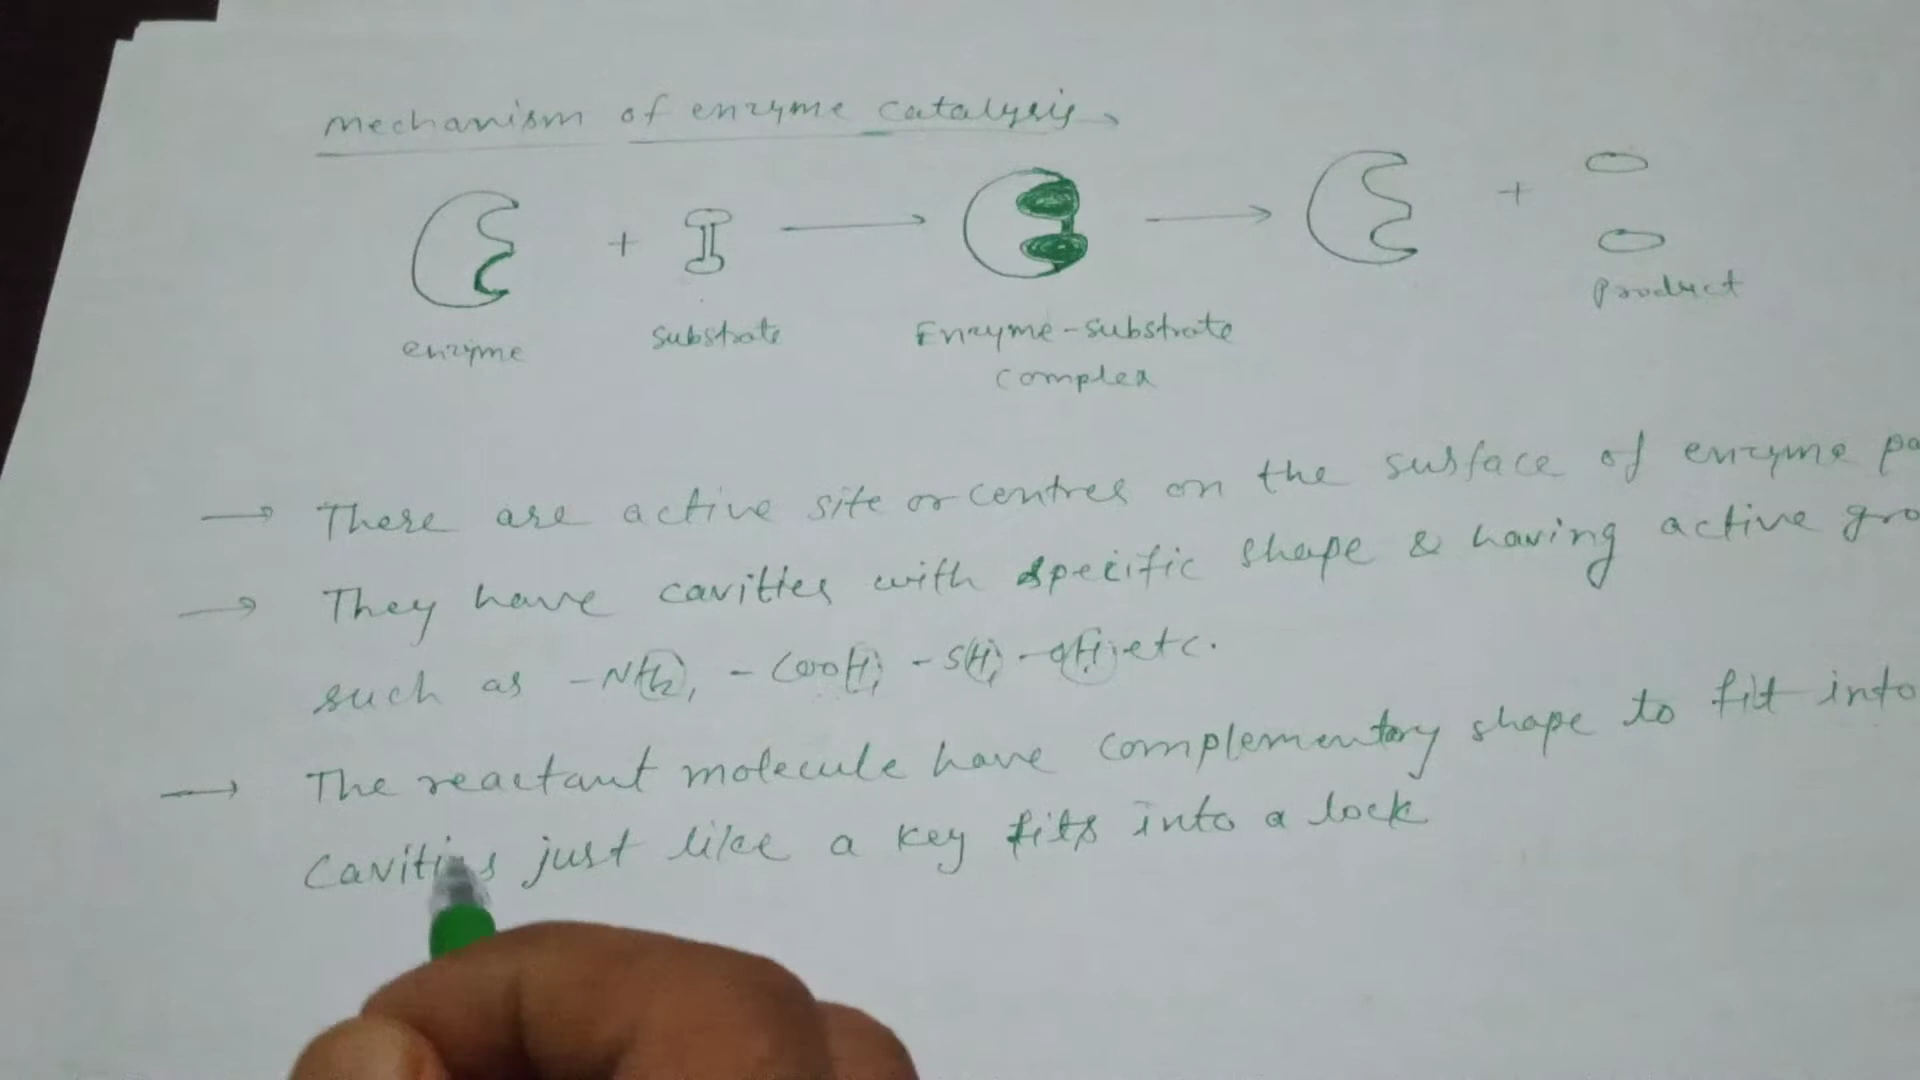 mechanism of enzyme catalysis
+
+
enzyme
substrate
Enzyme-substrate
complex
product
→ There are active site or centres on the surface of enzyme pa
→ They have cavities with specific shape & having active gro
such as -NH2, -COOH, -SH, -OH etc.
→ The reactant molecule have complementary shape to fit into
cavities just like a key fits into a lock